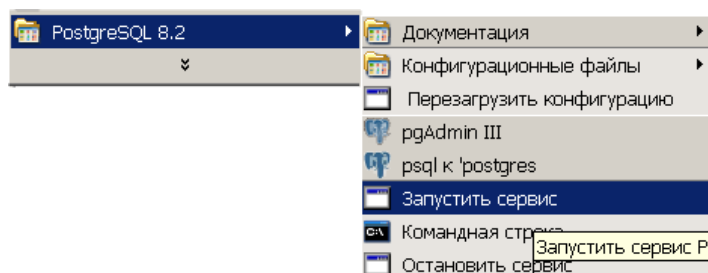 PostgreSQL 8.2
Документация
Конфигурационные файлы
Перезагрузить конфигурацию
pgAdmin III
psql к 'postgres
Запустить сервис
Командная строка
Запустить сервис P
Остановить сервис